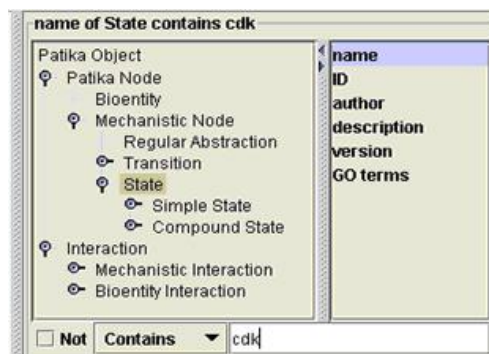 name of State contains cdk
Patika Object
Patika Node
Bioentity
Mechanistic Node
Regular Abstraction
Transition
State
Simple State
Compound State
Interaction
Mechanistic Interaction
Bioentity Interaction
name
ID
author
description
version
GO terms
Not Contains cdk